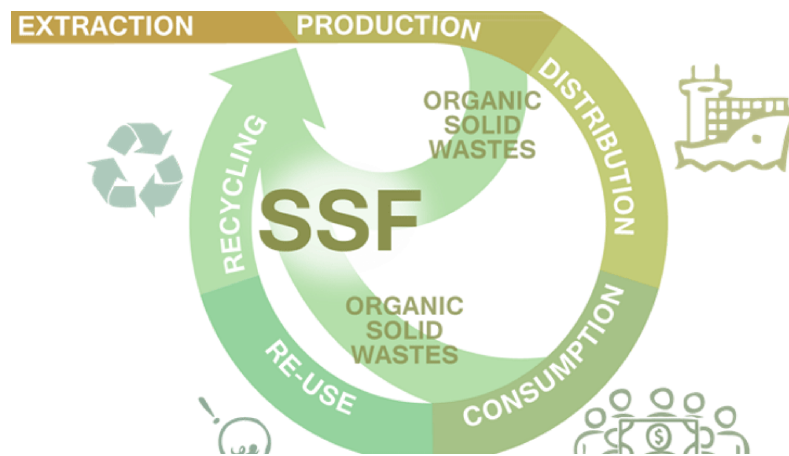 EXTRACTION
PRODUCTION
DISTRIBUTION
ORGANIC
SOLID
WASTES
RECYCLING
SSF
ORGANIC
SOLID
WASTES
CONSUMPTION
RE-USE
$